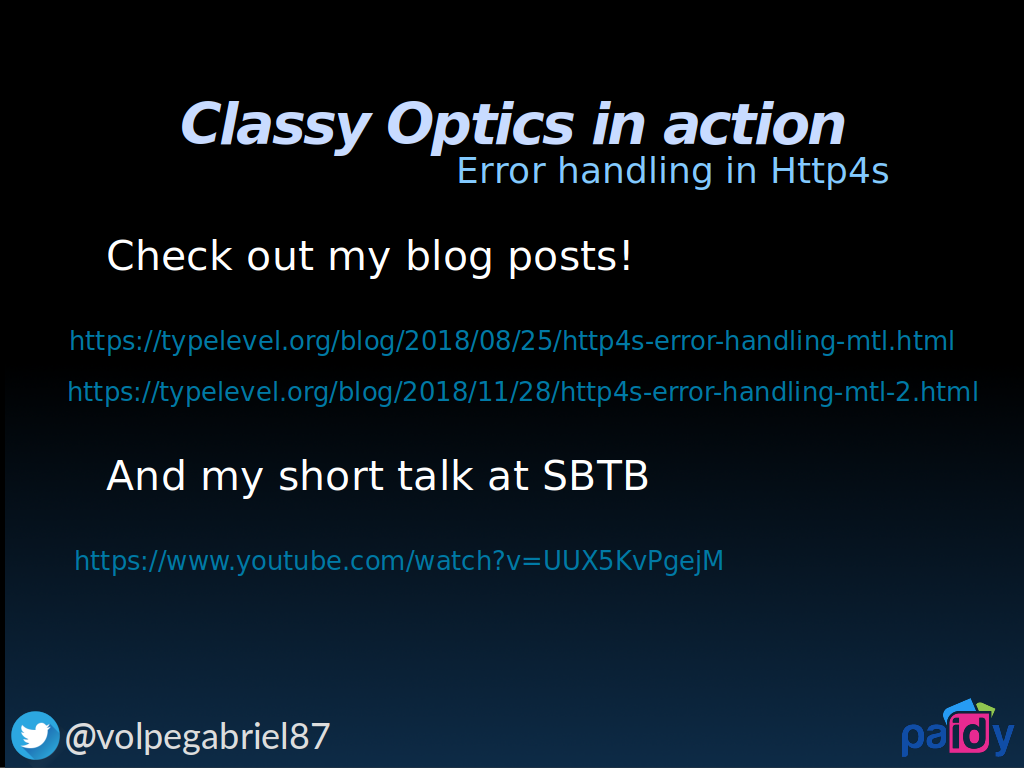 Classy Optics in action
Error handling in Http4s
Check out my blog posts!
https://typelevel.org/blog/2018/08/25/http4s-error-handling-mtl.html
https://typelevel.org/blog/2018/11/28/http4s-error-handling-mtl-2.html
And my short talk at SBTB
https://www.youtube.com/watch?v=UUX5KvPgejM
@volpegabriel87
paidy